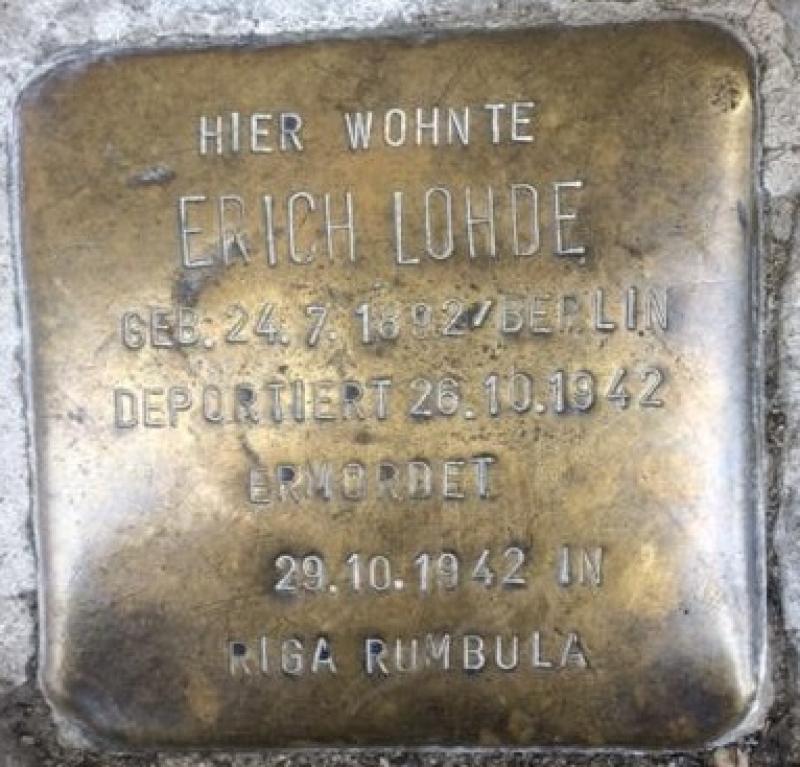 HIER WOHNTE
ERICH LOHDE
GEB. 24.7.1892/BERLIN
DEPORTIERT 26.10.1942
ERMORDET
29.10.1942 IN
RIGA RUMBULA